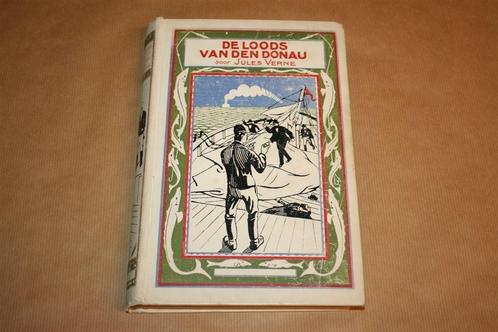 DE LOODS
VAN DEN DONAU
DOOR JULES VERNE